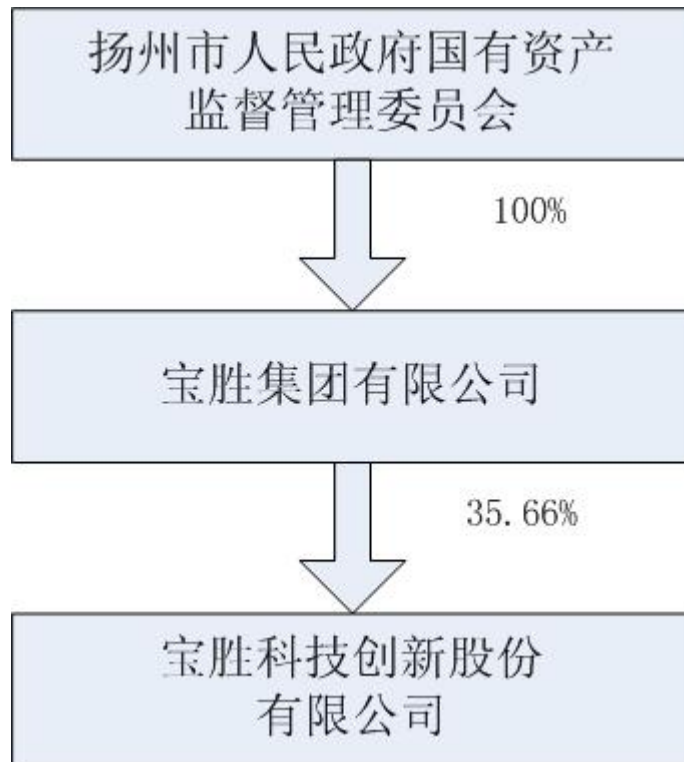 扬州市人民政府国有资产
监督管理委员会
100%
宝胜集团有限公司
35.66%
宝胜科技创新股份
有限公司